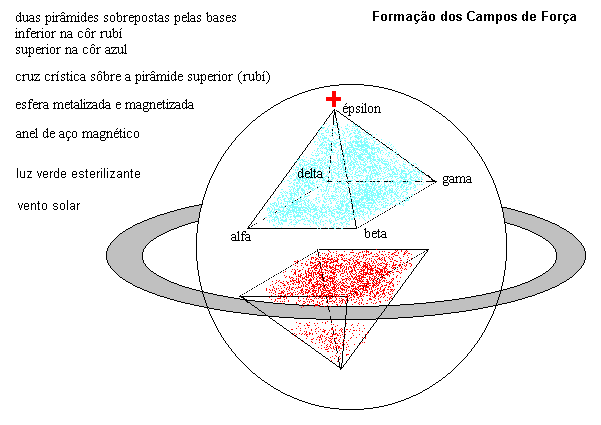 Formação dos Campos de Força
duas pirâmides sobrepostas pelas bases
inferior na côr rubí
superior na côr azul
cruz crística sôbre a pirâmide superior (rubí)
esfera metalizada e magnetizada
anel de aço magnético
luz verde esterilizante
vento solar
épsilon
delta
gama
alfa
beta